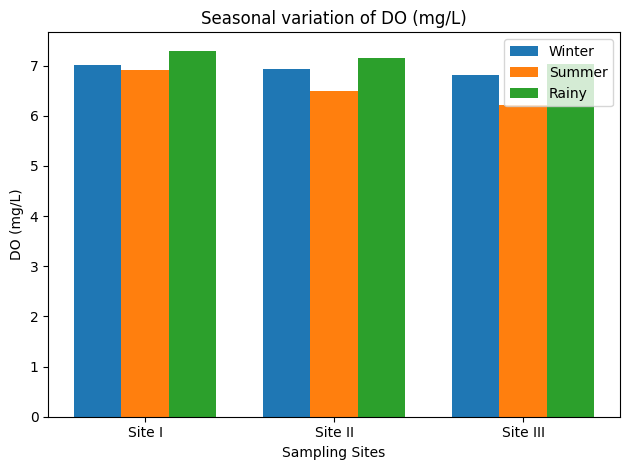 Seasonal variation of DO (mg/L)
Winter
Summer
Rainy
DO (mg/L)
7
6
5
4
3
2
1
0
Site I
Site II
Site III
Sampling Sites